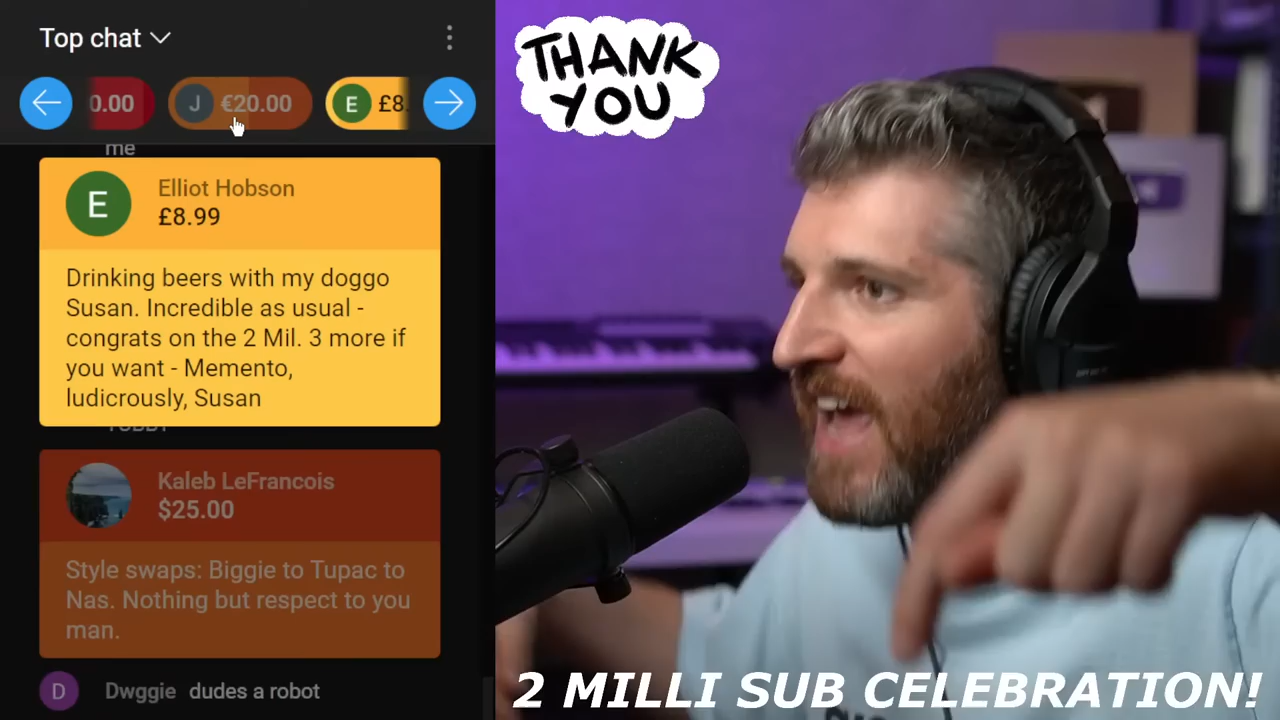 Top chat
0.00
J €20.00
E £8.
me
E Elliot Hobson
£8.99
Drinking beers with my doggo
Susan. Incredible as usual -
congrats on the 2 Mil. 3 more if
you want - Memento,
ludicrously, Susan
Kaleb LeFrancois
$25.00
Style swaps: Biggie to Tupac to
Nas. Nothing but respect to you
man.
D Dwggie dudes a robot
THANK
YOU
2 MILLI SUB CELEBRATION!